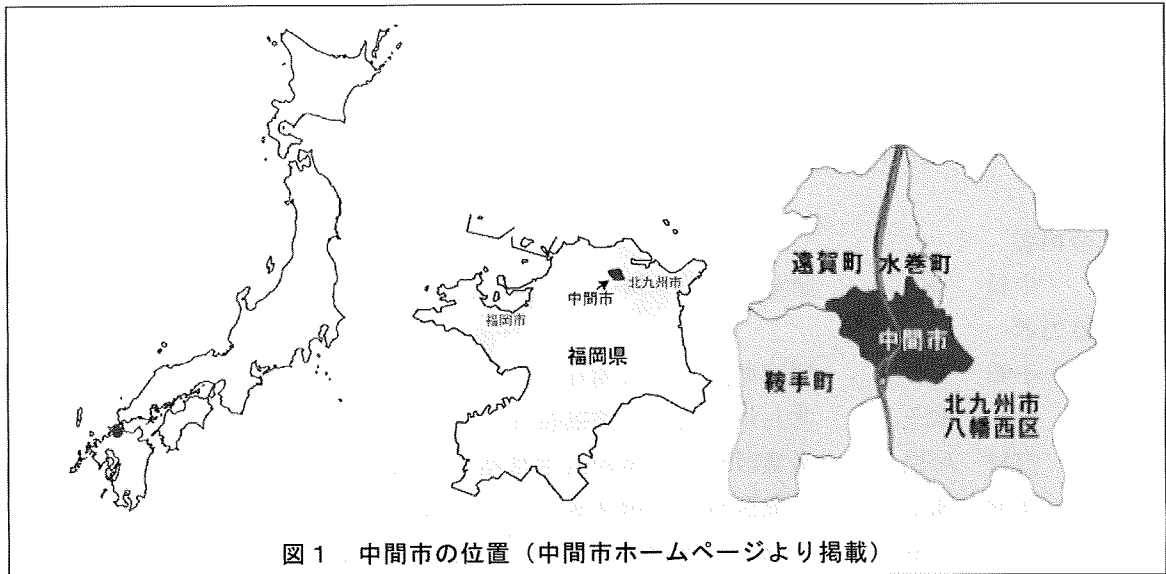 北九州市
中間市
福岡市
福岡県
遠賀町
水巻町
中間市
鞍手町
北九州市
八幡西区
図1 中間市の位置(中間市ホームページより掲載)